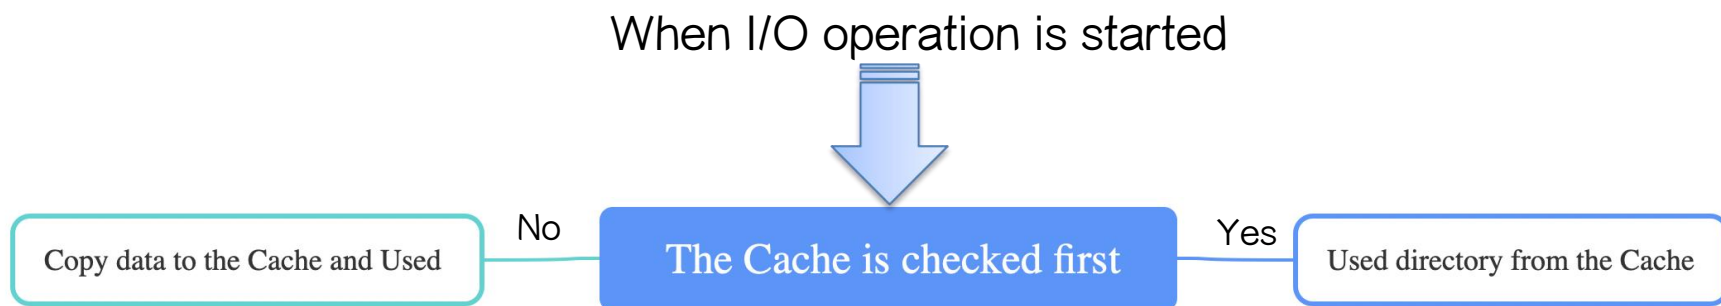 When I/O operation is started
No
Yes
Copy data to the Cache and Used
The Cache is checked first
Used directory from the Cache